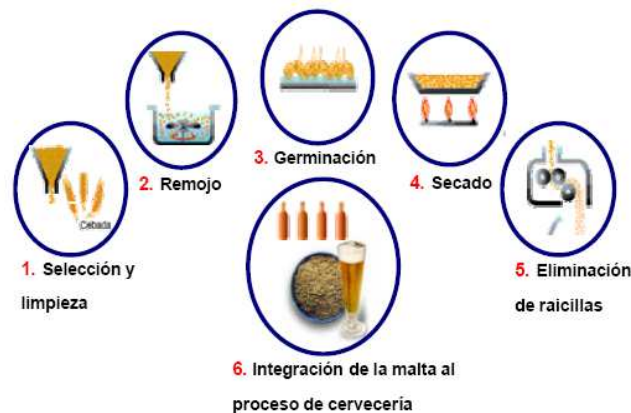 Cebada
1. Selección y
limpieza
2. Remojo
3. Germinación
4. Secado
5. Eliminación
de raicillas
6. Integración de la malta al
proceso de cervecería